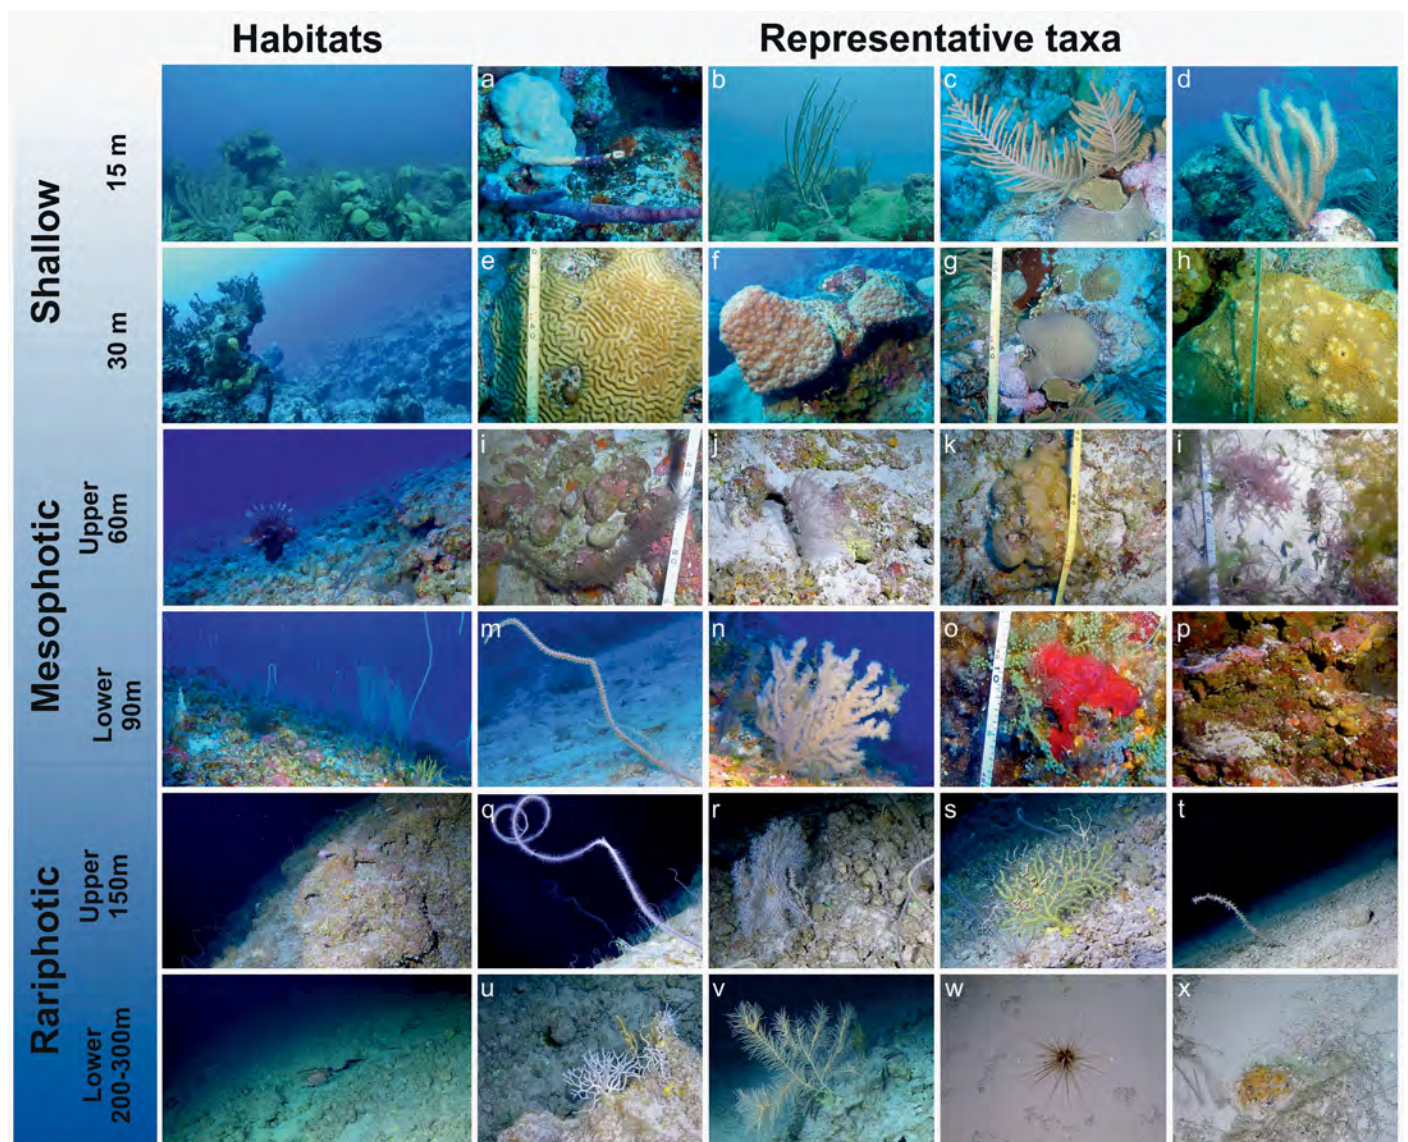 Habitats
Representative taxa
Shallow
15 m
a
b
c
d
30 m
e
f
g
h
Mesophotic
Upper
60m
i
j
k
i
Lower
90m
m
n
o
p
Rariphotic
Upper
150m
q
r
s
t
Lower
200-300m
u
v
w
x